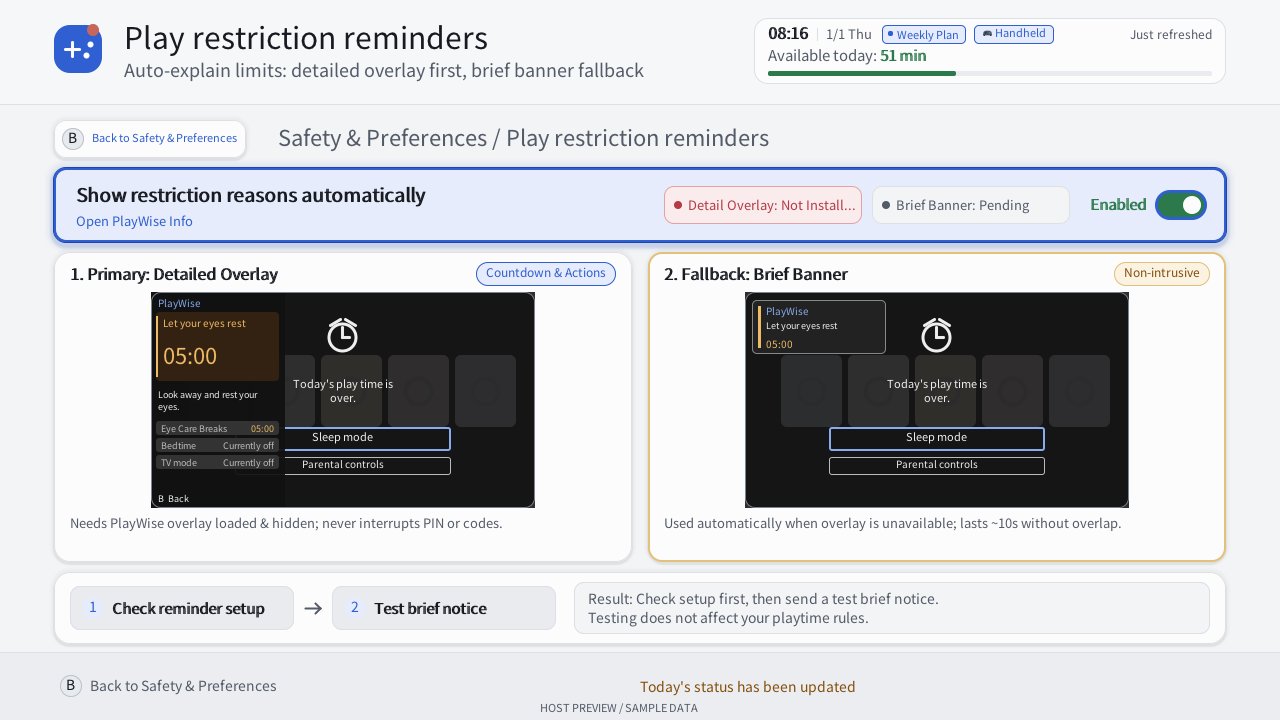 Play restriction reminders
Auto-explain limits: detailed overlay first, brief banner fallback
08:16 1/1 Thu Weekly Plan Handheld Just refreshed
Available today: 51 min
B Back to Safety & Preferences
Safety & Preferences / Play restriction reminders
Show restriction reasons automatically
Open PlayWise Info
Detail Overlay: Not Install...
Brief Banner: Pending
Enabled
1. Primary: Detailed Overlay
Countdown & Actions
PlayWise
Let your eyes rest
05:00
Look away and rest your
eyes.
Eye Care Breaks 05:00
Bedtime Currently off
TV mode Currently off
B Back
Today's play time is
over.
Sleep mode
Parental controls
Needs PlayWise overlay loaded & hidden; never interrupts PIN or codes.
2. Fallback: Brief Banner
Non-intrusive
PlayWise
Let your eyes rest
05:00
Today's play time is
over.
Sleep mode
Parental controls
Used automatically when overlay is unavailable; lasts ~10s without overlap.
1 Check reminder setup
2 Test brief notice
Result: Check setup first, then send a test brief notice.
Testing does not affect your playtime rules.
B Back to Safety & Preferences
Today's status has been updated
HOST PREVIEW / SAMPLE DATA